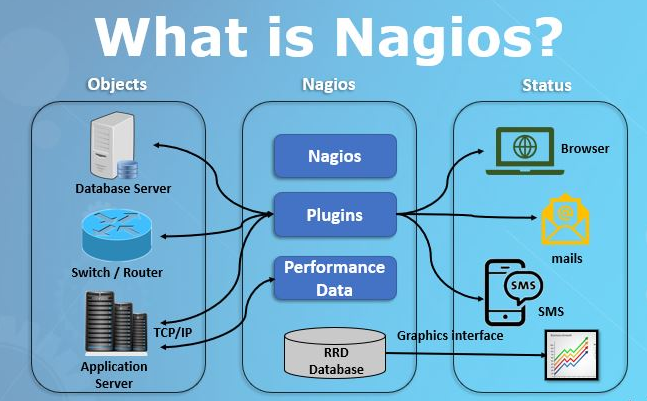 What is Nagios?
Objects
Nagios
Status
Database Server
Switch / Router
TCP/IP
Application
Server
Nagios
Plugins
Performance
Data
RRD
Database
Graphics interface
Browser
mails
SMS
SMS